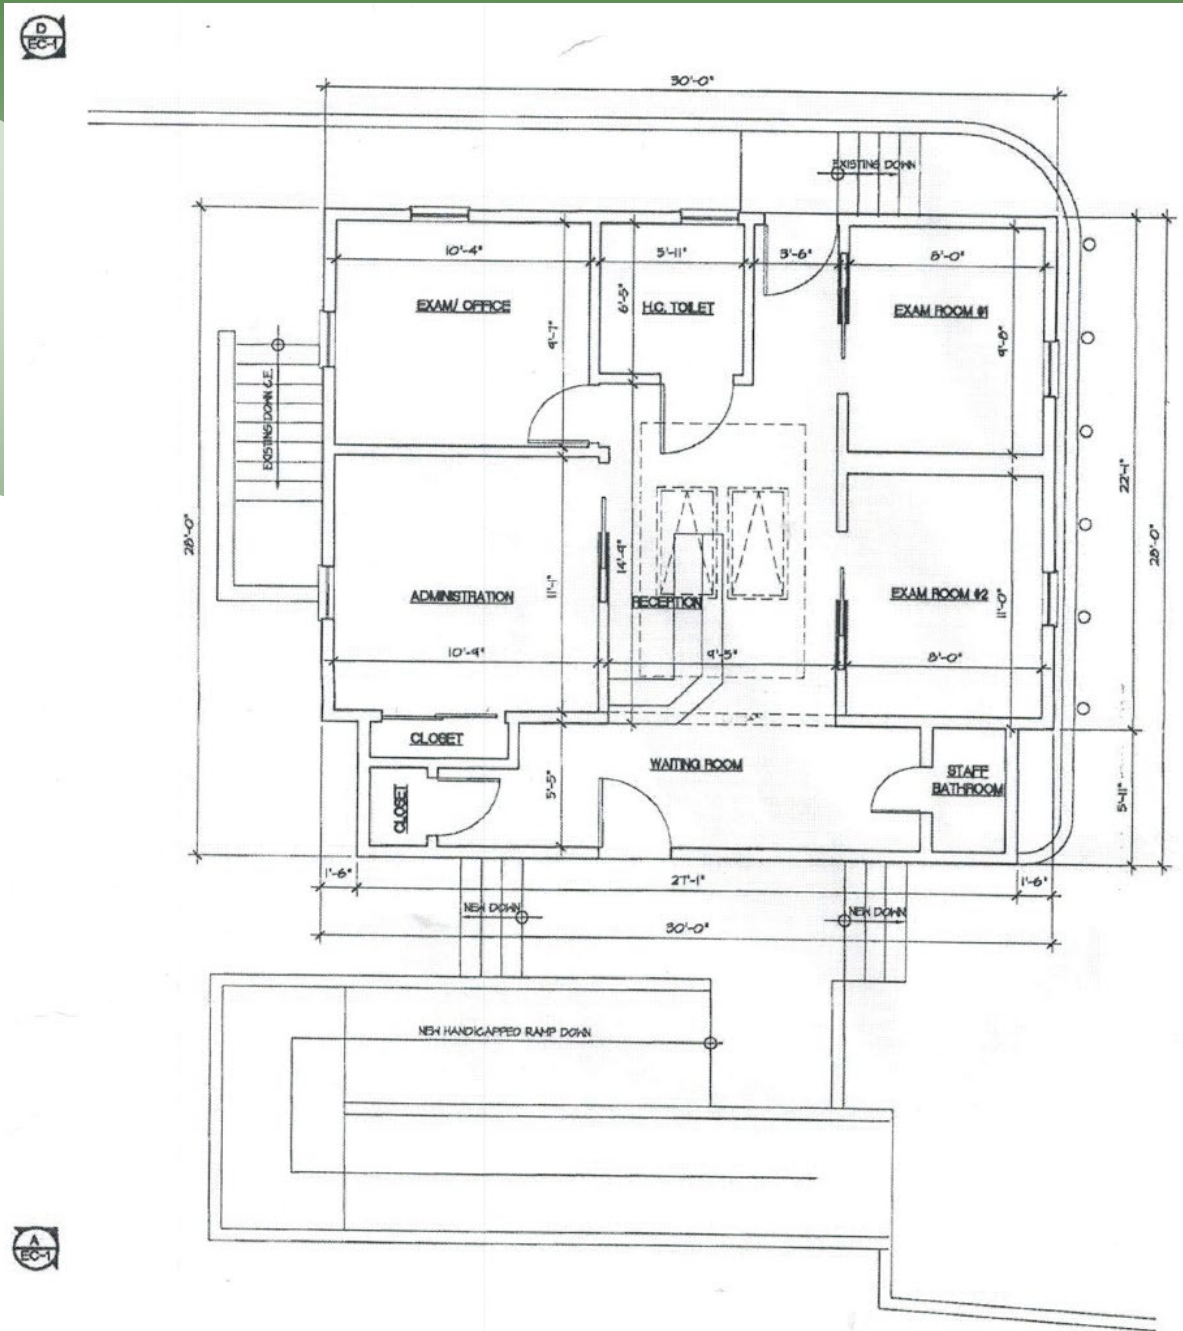 D
EC-1
30'-0"
EXISTING DOWN
10'-4"
5'-11"
3'-6"
8'-0"
EXAM/ OFFICE
6'-5"
H.C. TOILET
EXAM ROOM #1
9'-7"
9'-8"
EXISTING DOWN C.E.
28'-0"
22'-1"
28'-0"
14'-9"
ADMINISTRATION
11'-1"
RECEPTION
EXAM ROOM #2
11'-0"
10'-9"
9'-5"
8'-0"
CLOSET
WAITING ROOM
STAFF
BATHROOM
CLOSET
5'-5"
5'-11"
1'-6"
27'-1"
1'-6"
NEW DOWN
NEW DOWN
30'-0"
NEW HANDICAPPED RAMP DOWN
A
EC-1